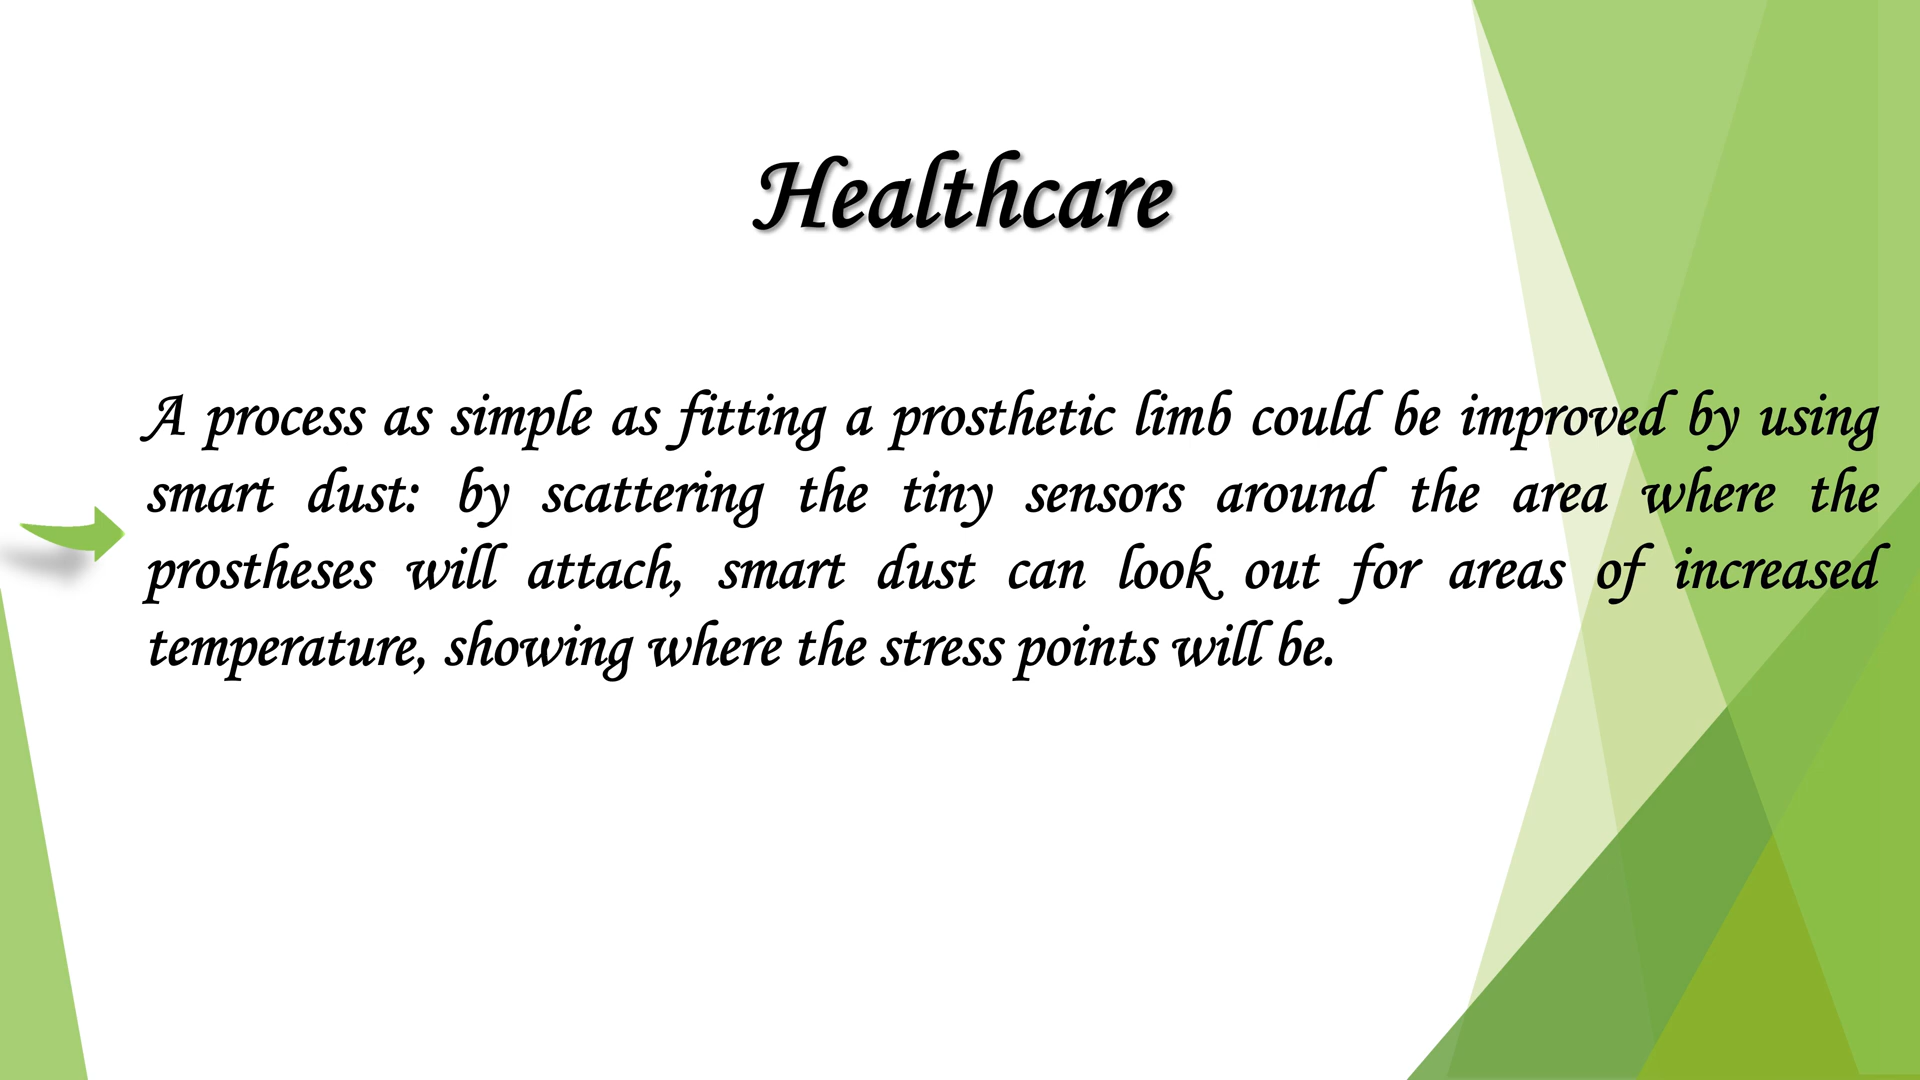 Healthcare
A process as simple as fitting a prosthetic limb could be improved by using
smart dust: by scattering the tiny sensors around the area where the
prostheses will attach, smart dust can look out for areas of increased
temperature, showing where the stress points will be.